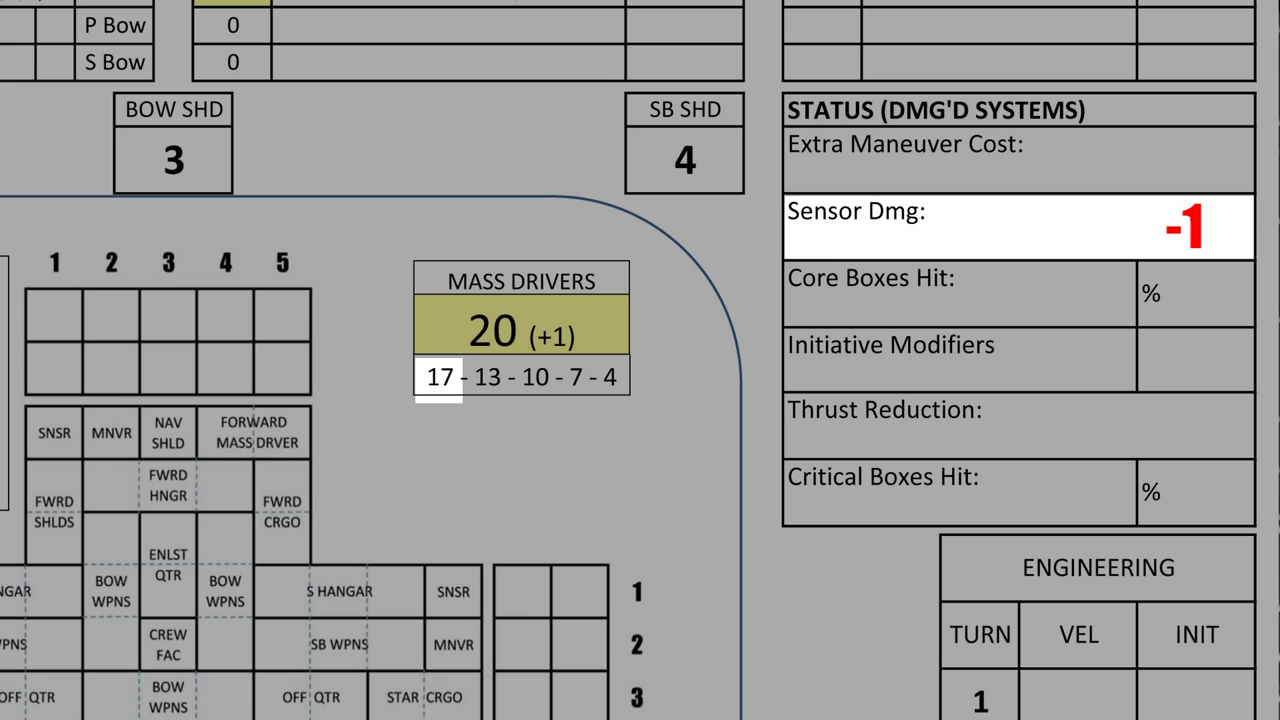 P Bow
0
S Bow
0
BOW SHD
3
SB SHD
4
STATUS (DMG'D SYSTEMS)
Extra Maneuver Cost:
Sensor Dmg:
-1
Core Boxes Hit:
%
Initiative Modifiers
Thrust Reduction:
Critical Boxes Hit:
%
1 2 3 4 5
MASS DRIVERS
20 (+1)
17 - 13 - 10 - 7 - 4
SNSR
MNVR
NAV
SHLD
FORWARD
MASS DRVER
FWRD
SHLDS
FWRD
HNGR
FWRD
CRGO
ENLST
QTR
NGAR
BOW
WPNS
BOW
WPNS
S HANGAR
SNSR
1
WPNS
CREW
FAC
SB WPNS
MNVR
2
OFF QTR
BOW
WPNS
OFF QTR
STAR CRGO
3
ENGINEERING
TURN
VEL
INIT
1